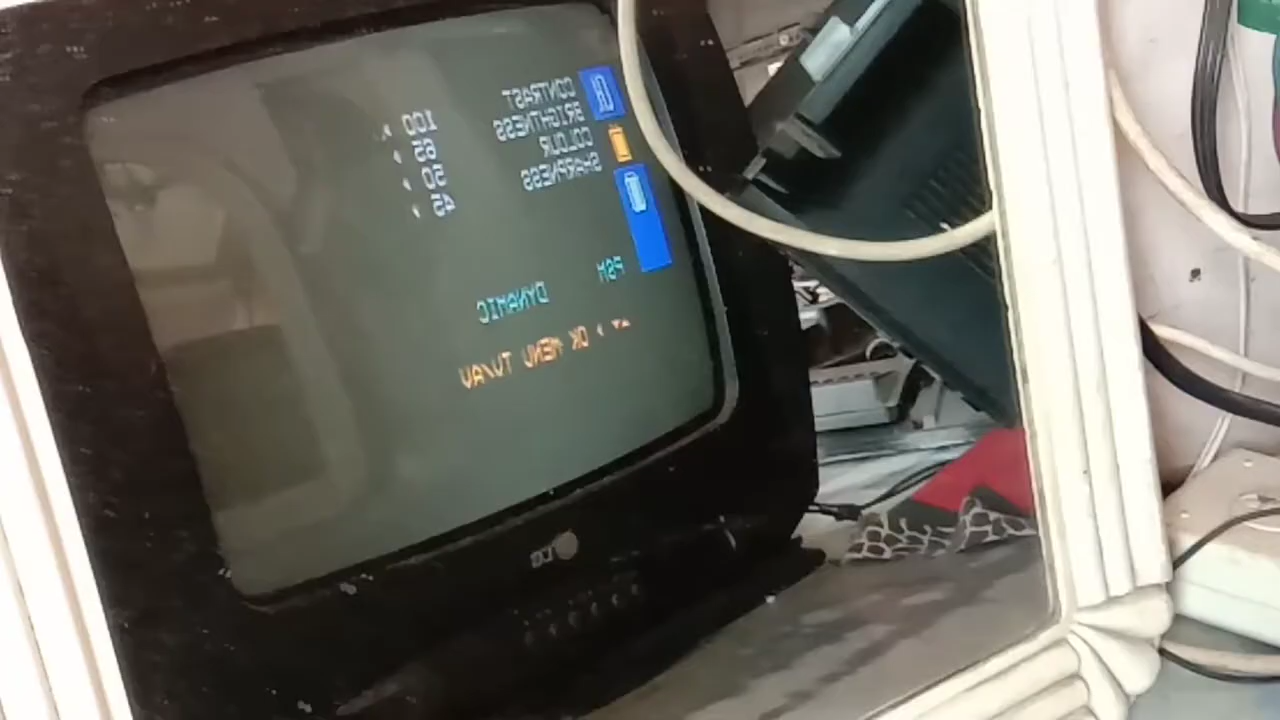 CONTRAST 100
BRIGHTNESS 65
COLOUR 50
SHARPNESS 45
PSM DYNAMIC
OK MENU TV/AV
LG